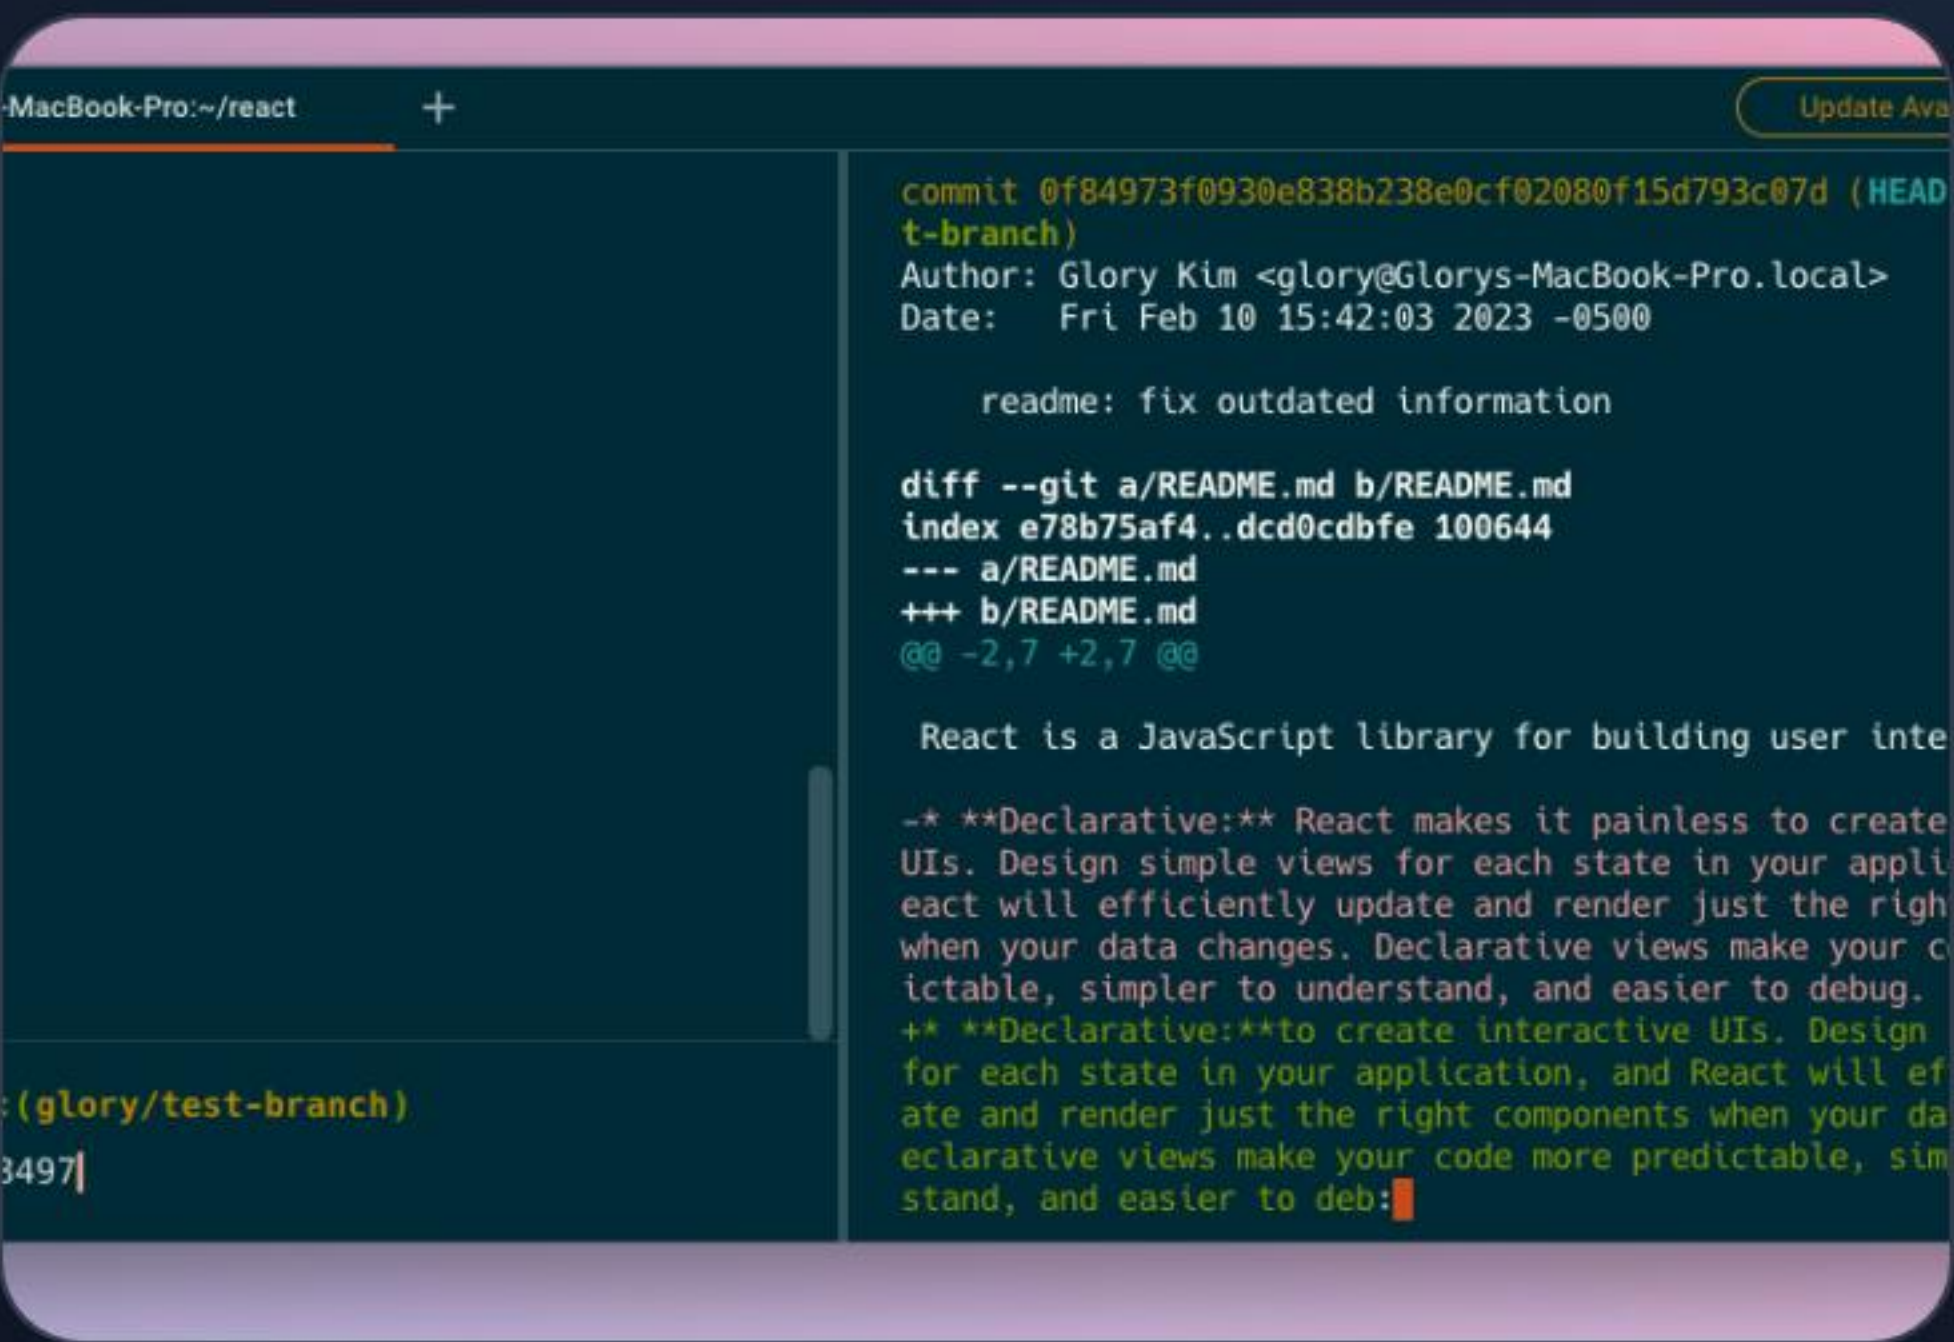 -MacBook-Pro:~/react
+
Update Ava
commit 0f84973f0930e838b238e0cf02080f15d793c07d (HEAD
t-branch)
Author: Glory Kim <glory@Glorys-MacBook-Pro.local>
Date:   Fri Feb 10 15:42:03 2023 -0500
readme: fix outdated information
diff --git a/README.md b/README.md
index e78b75af4..dcd0cdbfe 100644
--- a/README.md
+++ b/README.md
@@ -2,7 +2,7 @@
React is a JavaScript library for building user inte
-* **Declarative:** React makes it painless to create
UIs. Design simple views for each state in your appli
eact will efficiently update and render just the righ
when your data changes. Declarative views make your c
ictable, simpler to understand, and easier to debug.
+* **Declarative:**to create interactive UIs. Design
for each state in your application, and React will ef
ate and render just the right components when your da
eclarative views make your code more predictable, sim
stand, and easier to deb:
:(glory/test-branch)
3497